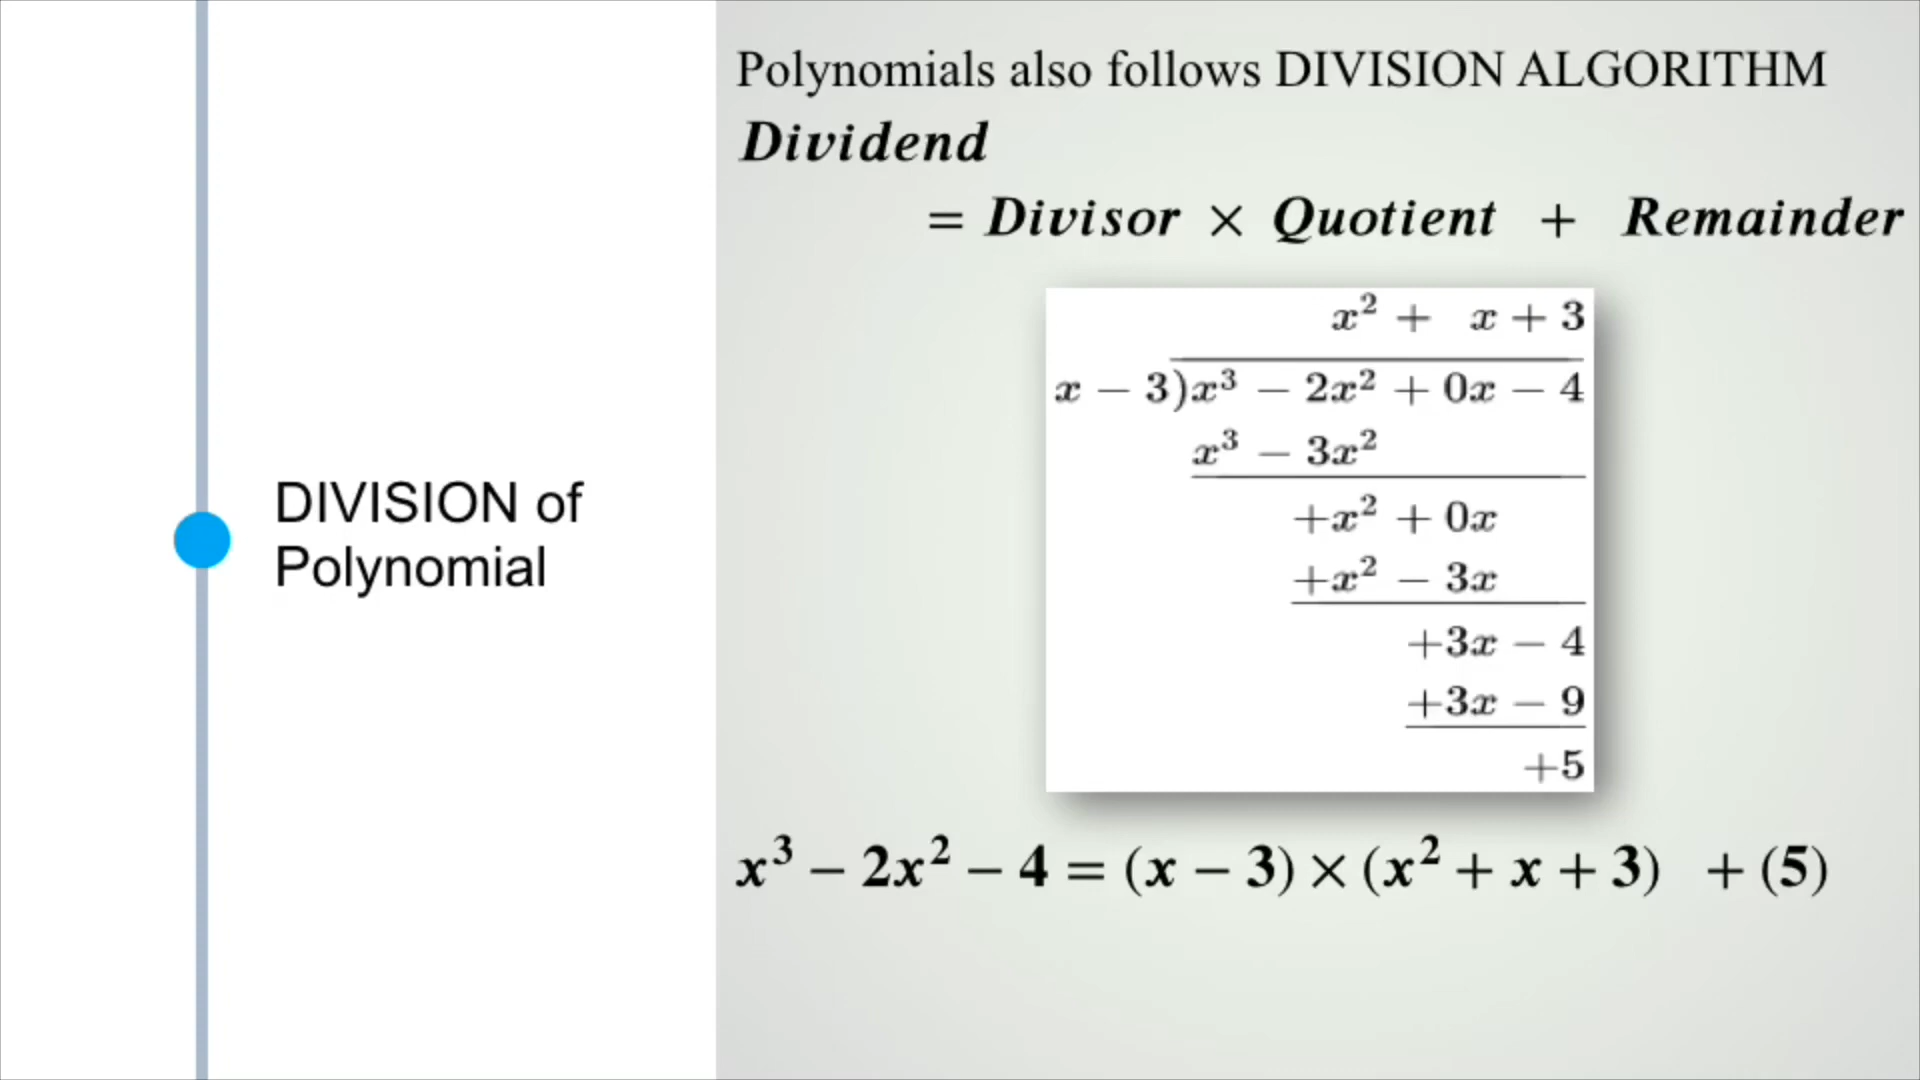 DIVISION of
Polynomial
Polynomials also follows DIVISION ALGORITHM
Dividend
= Divisor × Quotient + Remainder
x² + x + 3
x − 3)x³ − 2x² + 0x − 4
x³ − 3x²
+x² + 0x
+x² − 3x
+3x − 4
+3x − 9
+5
x³ − 2x² − 4 = (x − 3) × (x² + x + 3) + (5)